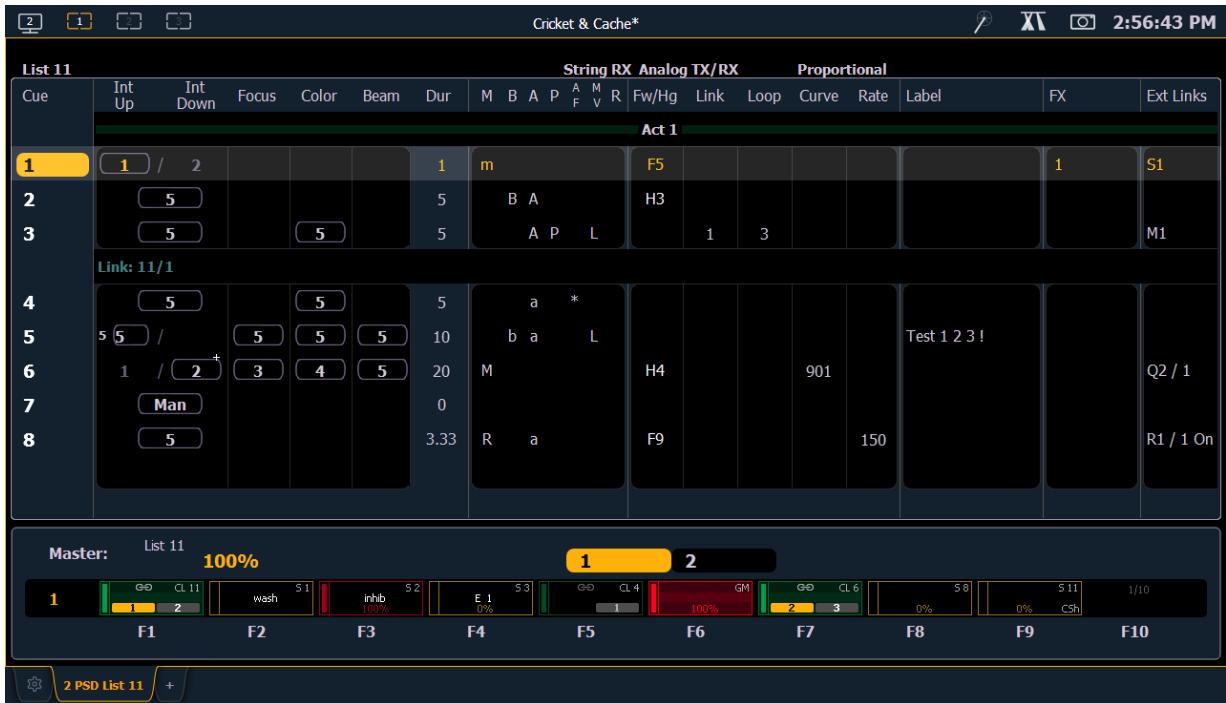 2 1 2 3 Cricket & Cache* 2:56:43 PM
List 11 String RX Analog TX/RX Proportional
Cue Int Up Int Down Focus Color Beam Dur M B A P AF MV R Fw/Hg Link Loop Curve Rate Label FX Ext Links
Act 1
1 1 / 2 1 m F5 1 S1
2 5 5 B A H3
3 5 5 5 A P L 1 3 M1
Link: 11/1
4 5 5 5 a *
5 5 5 / 5 5 5 10 b a L Test 1 2 3 !
6 1 / 2 3 4 5 20 M H4 901 Q2 / 1
7 Man 0
8 5 3.33 R a F9 150 R1 / 1 On
Master: List 11 100% 1 2
1 CL 11 S 1 S 2 S 3 CL 4 GM CL 6 S 8 S 11 1/10
wash inhib E 1
1 2 100% 0% 1 100% 2 3 0% 0% CSh
F1 F2 F3 F4 F5 F6 F7 F8 F9 F10
2 PSD List 11 +